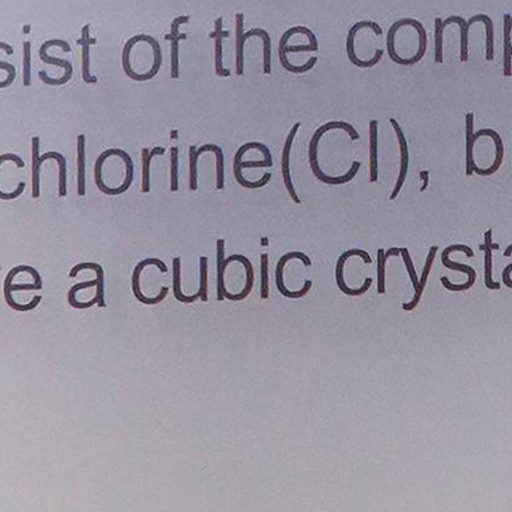 sist of the comp
chlorine(Cl), b
e a cubic crysta